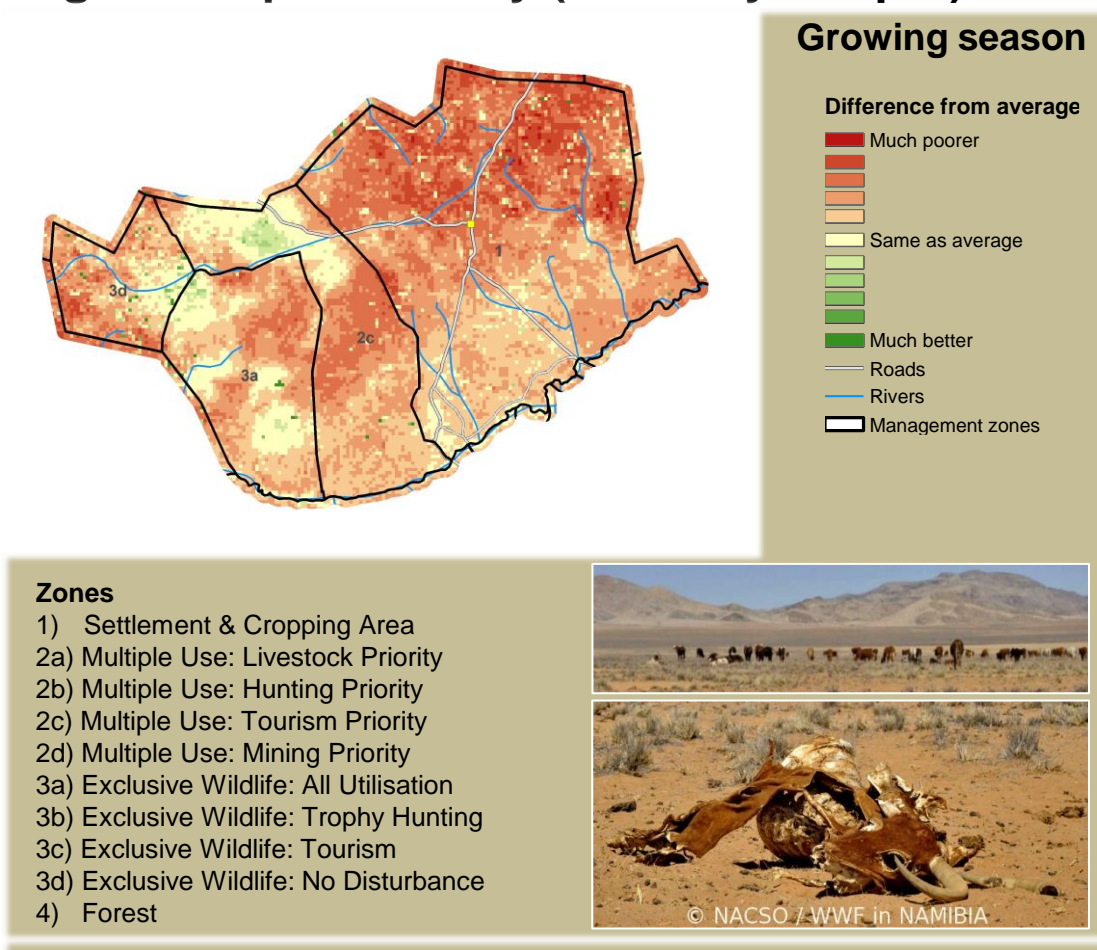 Growing season
Difference from average
Much poorer
Same as average
Much better
Roads
Rivers
Management zones
1
2c
3a
3d
Zones
1) Settlement & Cropping Area
2a) Multiple Use: Livestock Priority
2b) Multiple Use: Hunting Priority
2c) Multiple Use: Tourism Priority
2d) Multiple Use: Mining Priority
3a) Exclusive Wildlife: All Utilisation
3b) Exclusive Wildlife: Trophy Hunting
3c) Exclusive Wildlife: Tourism
3d) Exclusive Wildlife: No Disturbance
4) Forest
© NACSO / WWF in NAMIBIA